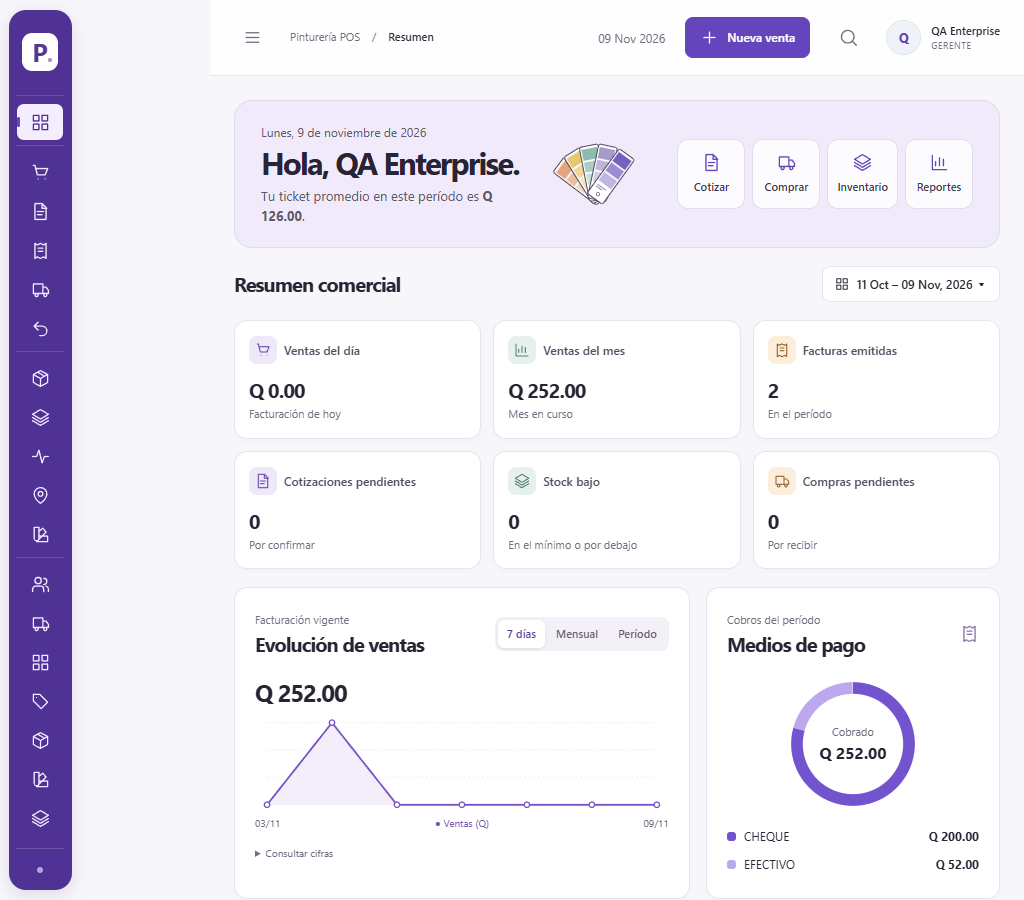 P.
Pinturería POS / Resumen
09 Nov 2026
Nueva venta
Q
QA Enterprise
GERENTE
Lunes, 9 de noviembre de 2026
Hola, QA Enterprise.
Tu ticket promedio en este período es Q
126.00.
Cotizar
Comprar
Inventario
Reportes
Resumen comercial
11 Oct – 09 Nov, 2026
Ventas del día
Q 0.00
Facturación de hoy
Ventas del mes
Q 252.00
Mes en curso
Facturas emitidas
2
En el período
Cotizaciones pendientes
0
Por confirmar
Stock bajo
0
En el mínimo o por debajo
Compras pendientes
0
Por recibir
Facturación vigente
Evolución de ventas
7 días
Mensual
Período
Q 252.00
03/11
Ventas (Q)
09/11
Consultar cifras
Cobros del período
Medios de pago
Cobrado
Q 252.00
CHEQUE Q 200.00
EFECTIVO Q 52.00